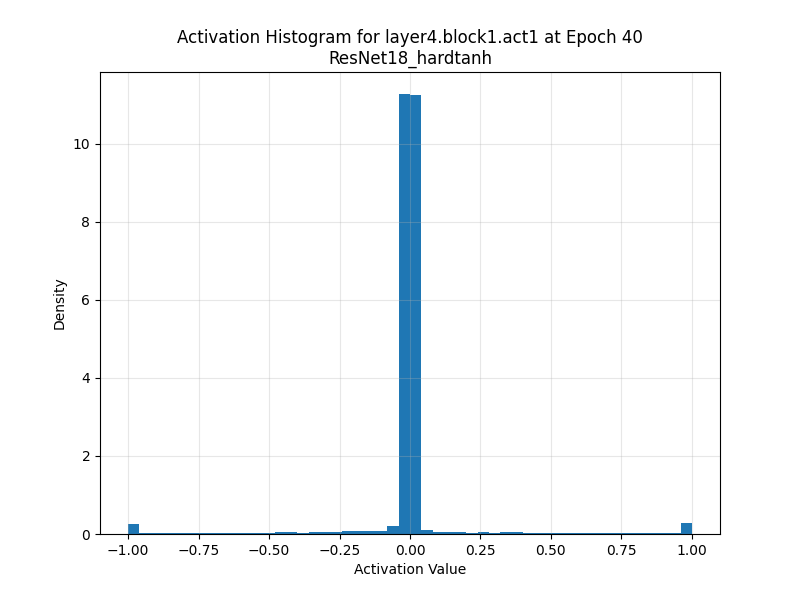 Activation Histogram for layer4.block1.act1 at Epoch 40
ResNet18_hardtanh
10
8
6
4
2
0
Density
−1.00 −0.75 −0.50 −0.25 0.00 0.25 0.50 0.75 1.00
Activation Value